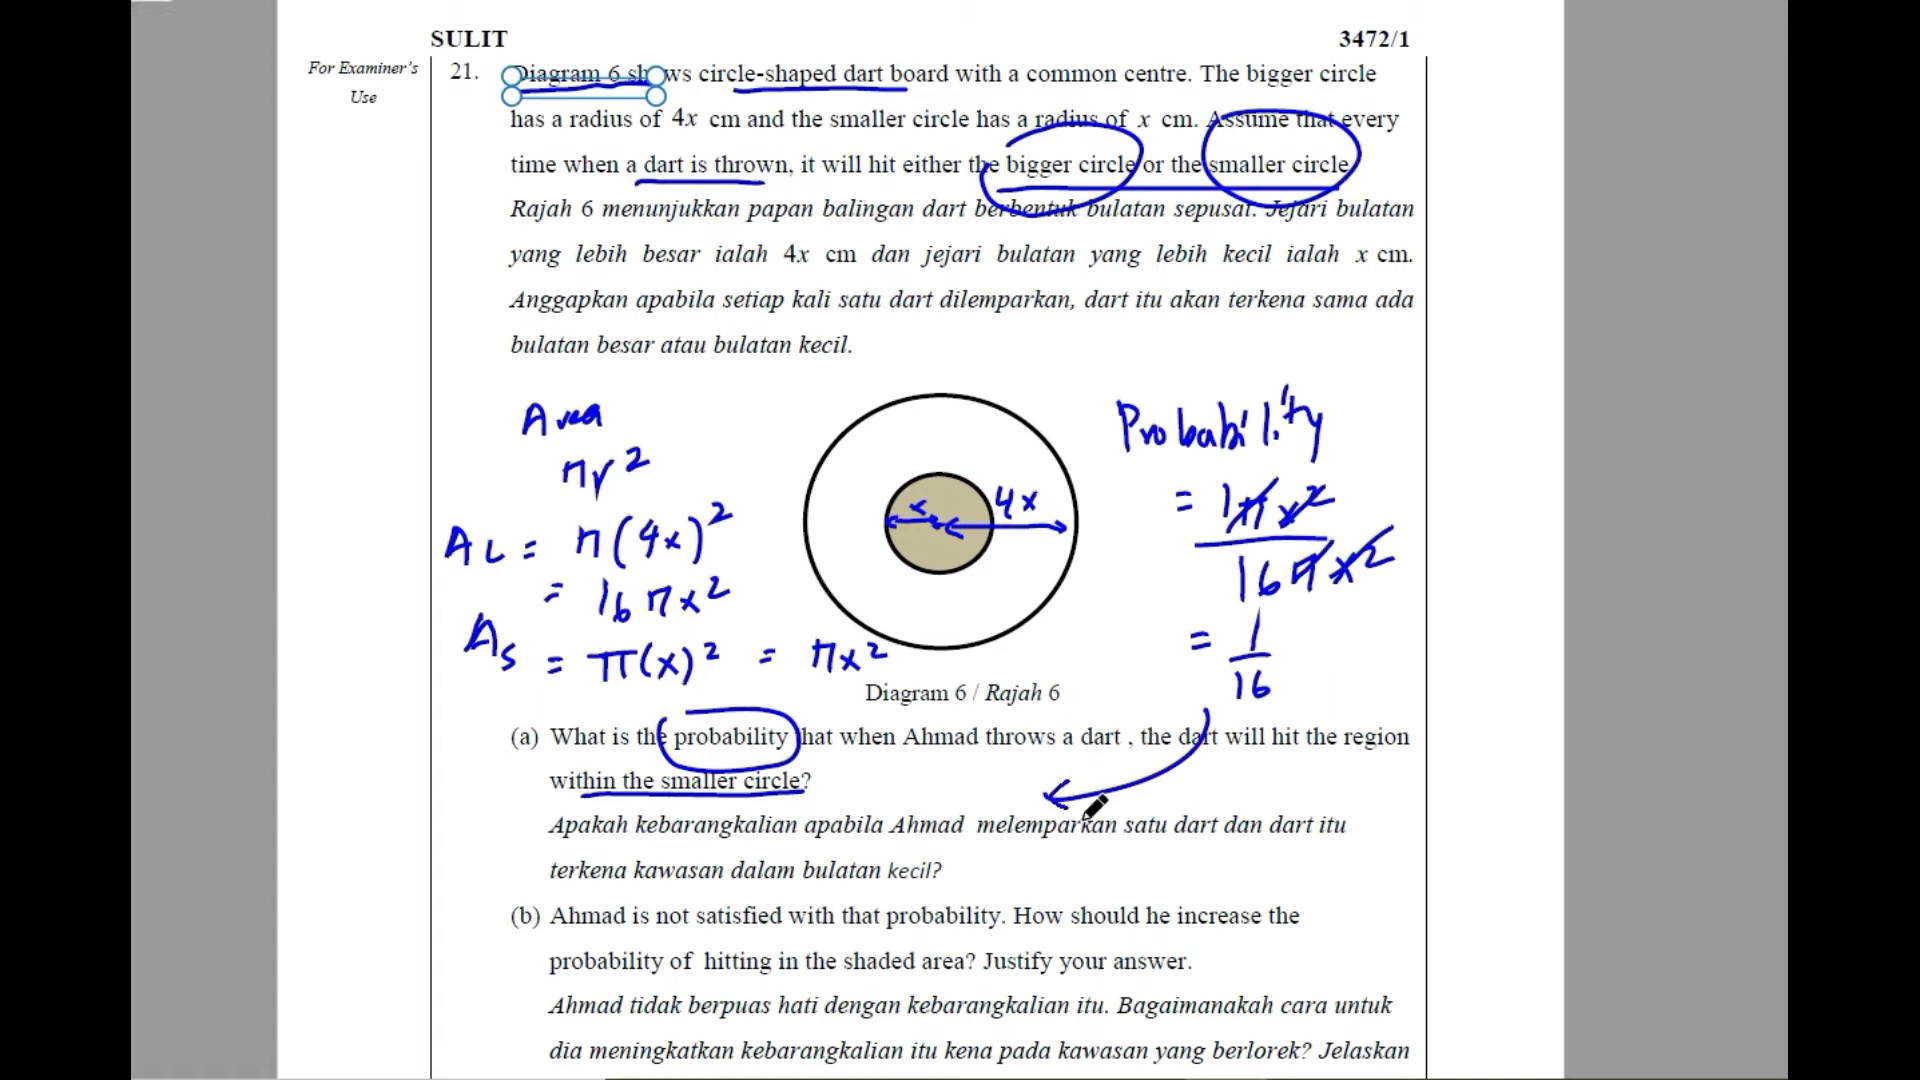 SULIT
3472/1
For Examiner's
Use
21. Diagram 6 shows circle-shaped dart board with a common centre. The bigger circle
has a radius of 4x cm and the smaller circle has a radius of x cm. Assume that every
time when a dart is thrown, it will hit either the bigger circle or the smaller circle.
Rajah 6 menunjukkan papan balingan dart berbentuk bulatan sepusat. Jejari bulatan
yang lebih besar ialah 4x cm dan jejari bulatan yang lebih kecil ialah x cm.
Anggapkan apabila setiap kali satu dart dilemparkan, dart itu akan terkena sama ada
bulatan besar atau bulatan kecil.
Area
πr²
A L = π(4x)²
= 16πx²
As = π(x)² = πx²
x
4x
Probability
= 1πx²
16πx²
= 1
16
Diagram 6 / Rajah 6
(a) What is the probability that when Ahmad throws a dart , the dart will hit the region
within the smaller circle?
Apakah kebarangkalian apabila Ahmad melemparkan satu dart dan dart itu
terkena kawasan dalam bulatan kecil?
(b) Ahmad is not satisfied with that probability. How should he increase the
probability of hitting in the shaded area? Justify your answer.
Ahmad tidak berpuas hati dengan kebarangkalian itu. Bagaimanakah cara untuk
dia meningkatkan kebarangkalian itu kena pada kawasan yang berlorek? Jelaskan